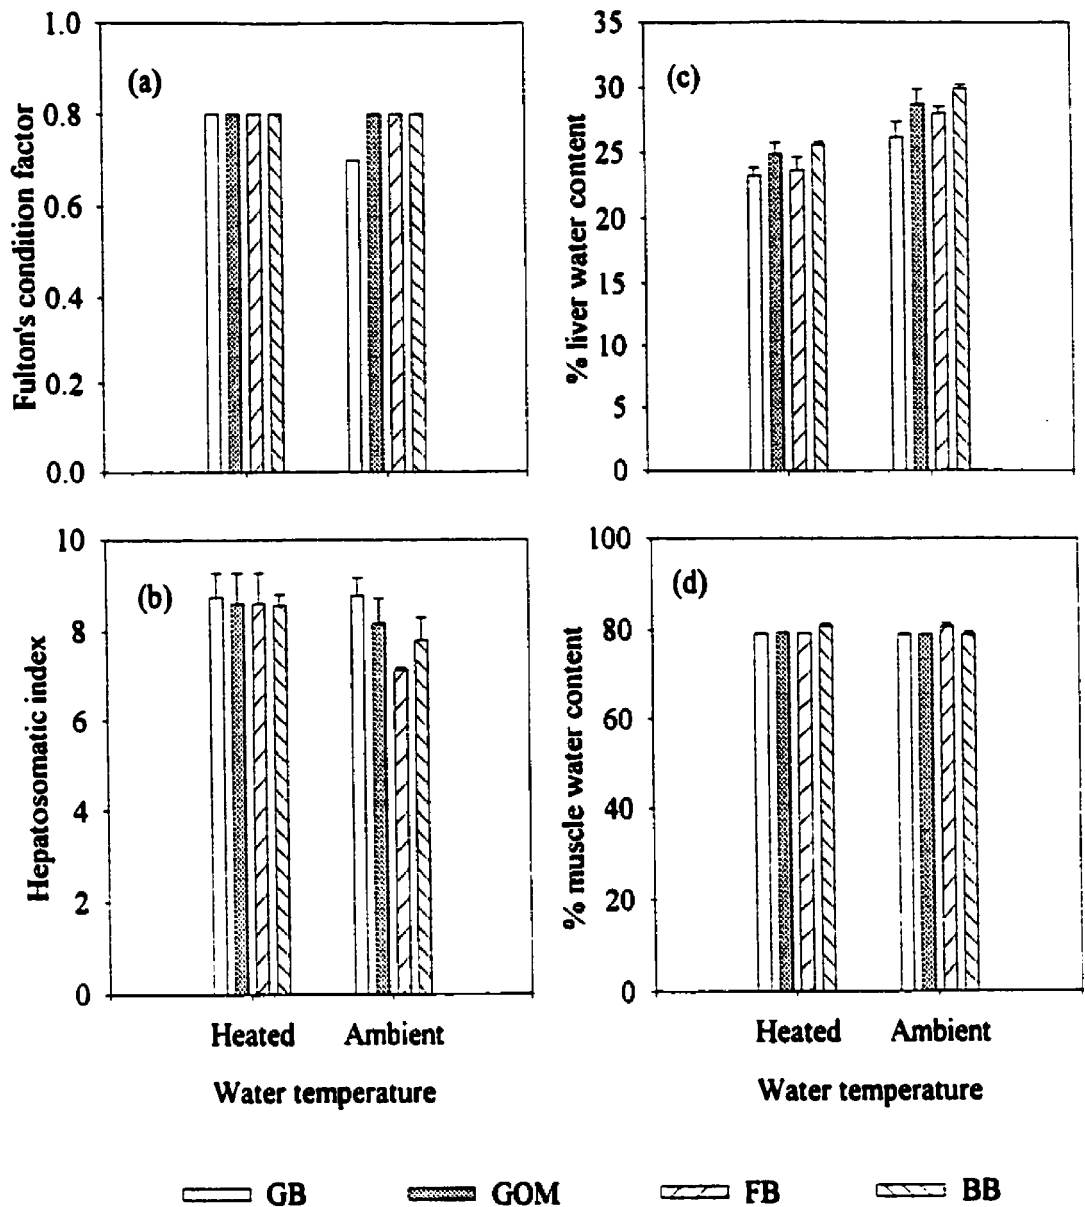 Fulton's condition factor
1.0
0.8
0.6
0.4
0.2
0.0
(a)
% liver water content
35
30
25
20
15
10
5
0
(c)
Hepatosomatic index
10
8
6
4
2
0
(b)
Heated Ambient
Water temperature
% muscle water content
100
80
60
40
20
0
(d)
Heated Ambient
Water temperature
GB GOM FB BB